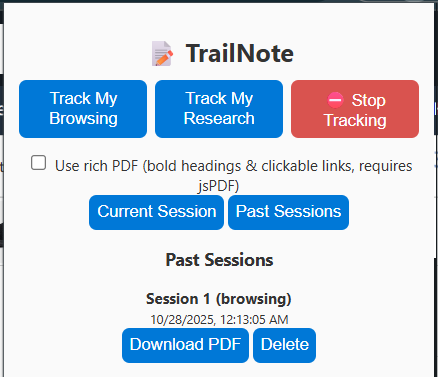 📝 TrailNote
Track My
Browsing
Track My
Research
⛔ Stop
Tracking
Use rich PDF (bold headings & clickable links, requires
jsPDF)
Current Session
Past Sessions
Past Sessions
Session 1 (browsing)
10/28/2025, 12:13:05 AM
Download PDF
Delete